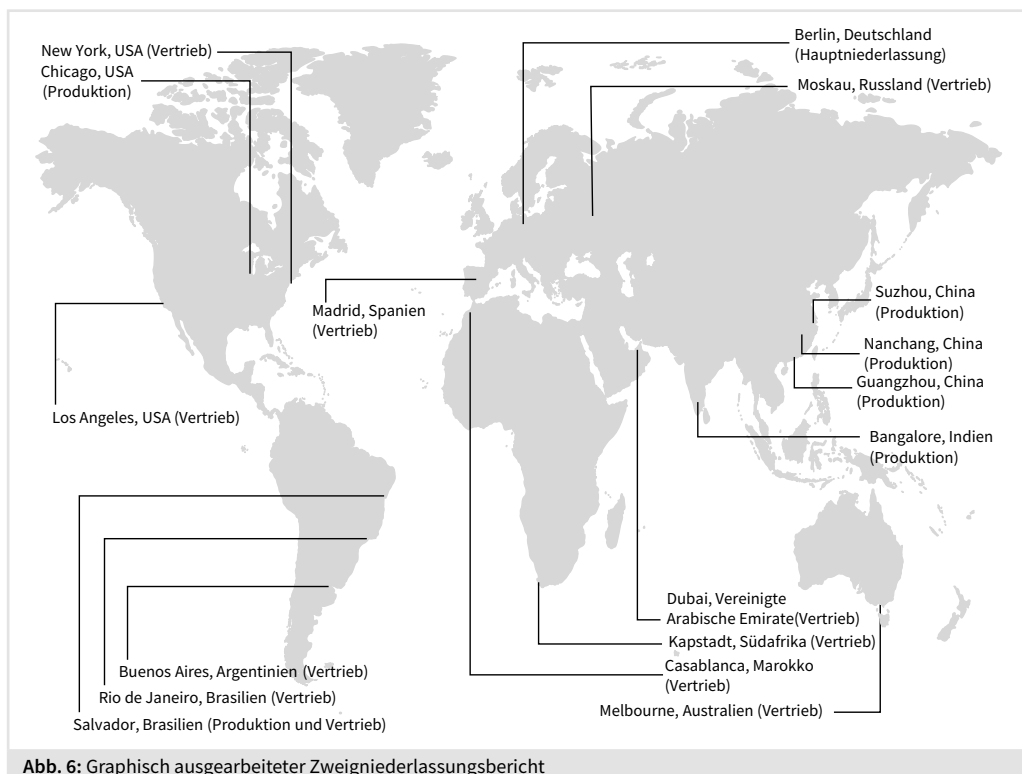 New York, USA (Vertrieb)
Chicago, USA
(Produktion)
Berlin, Deutschland
(Hauptniederlassung)
Moskau, Russland (Vertrieb)
Madrid, Spanien
(Vertrieb)
Suzhou, China
(Produktion)
Nanchang, China
(Produktion)
Guangzhou, China
(Produktion)
Los Angeles, USA (Vertrieb)
Bangalore, Indien
(Produktion)
Dubai, Vereinigte
Arabische Emirate(Vertrieb)
Kapstadt, Südafrika (Vertrieb)
Casablanca, Marokko
(Vertrieb)
Buenos Aires, Argentinien (Vertrieb)
Rio de Janeiro, Brasilien (Vertrieb)
Melbourne, Australien (Vertrieb)
Salvador, Brasilien (Produktion und Vertrieb)
Abb. 6: Graphisch ausgearbeiteter Zweigniederlassungsbericht